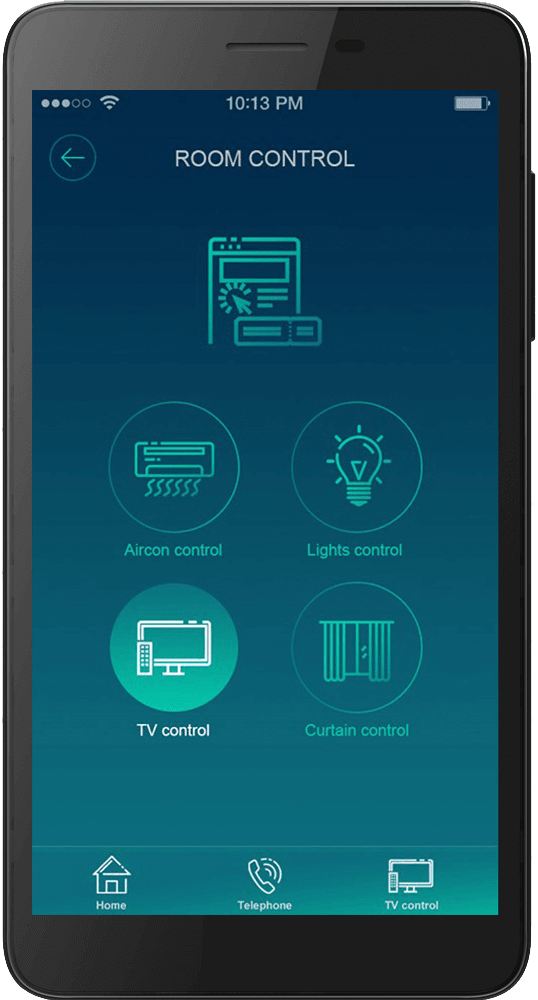 10:13 PM
ROOM CONTROL
Aircon control
Lights control
TV control
Curtain control
Home
Telephone
TV control